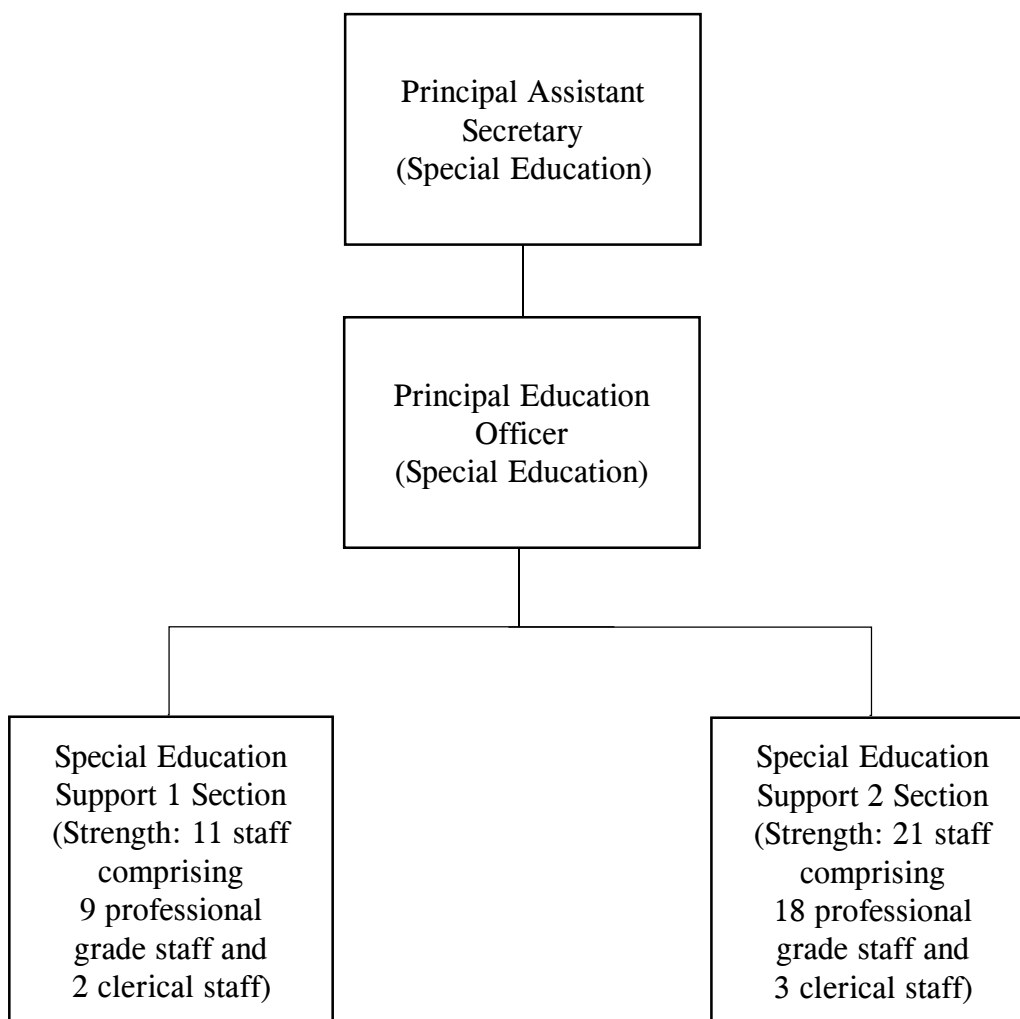 Principal Assistant
Secretary
(Special Education)
Principal Education
Officer
(Special Education)
Special Education
Support 1 Section
(Strength: 11 staff
comprising
9 professional
grade staff and
2 clerical staff)
Special Education
Support 2 Section
(Strength: 21 staff
comprising
18 professional
grade staff and
3 clerical staff)